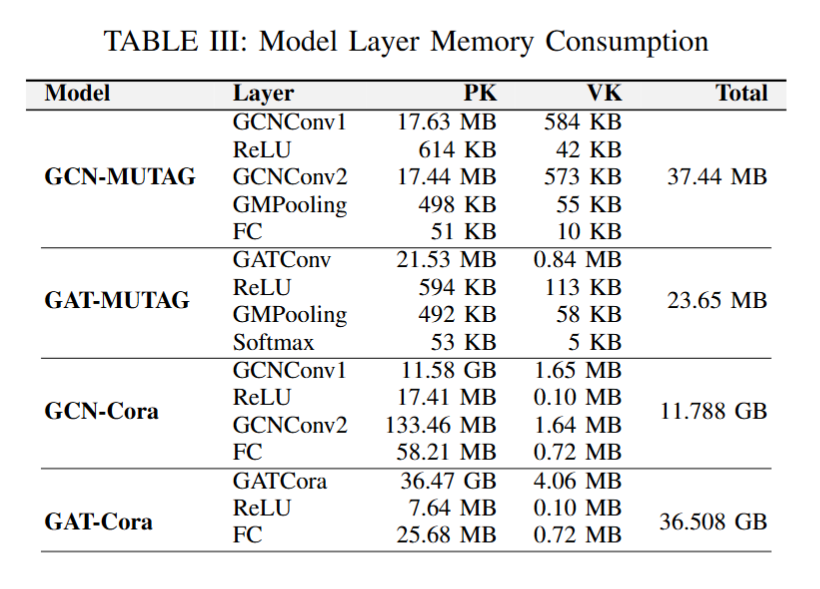 TABLE III: Model Layer Memory Consumption
Model Layer PK VK Total
GCNConv1 17.63 MB 584 KB
ReLU 614 KB 42 KB
GCN-MUTAG GCNConv2 17.44 MB 573 KB 37.44 MB
GMPooling 498 KB 55 KB
FC 51 KB 10 KB
GATConv 21.53 MB 0.84 MB
ReLU 594 KB 113 KB
GAT-MUTAG 23.65 MB
GMPooling 492 KB 58 KB
Softmax 53 KB 5 KB
GCNConv1 11.58 GB 1.65 MB
ReLU 17.41 MB 0.10 MB
GCN-Cora 11.788 GB
GCNConv2 133.46 MB 1.64 MB
FC 58.21 MB 0.72 MB
GATCora 36.47 GB 4.06 MB
ReLU 7.64 MB 0.10 MB
GAT-Cora 36.508 GB
FC 25.68 MB 0.72 MB